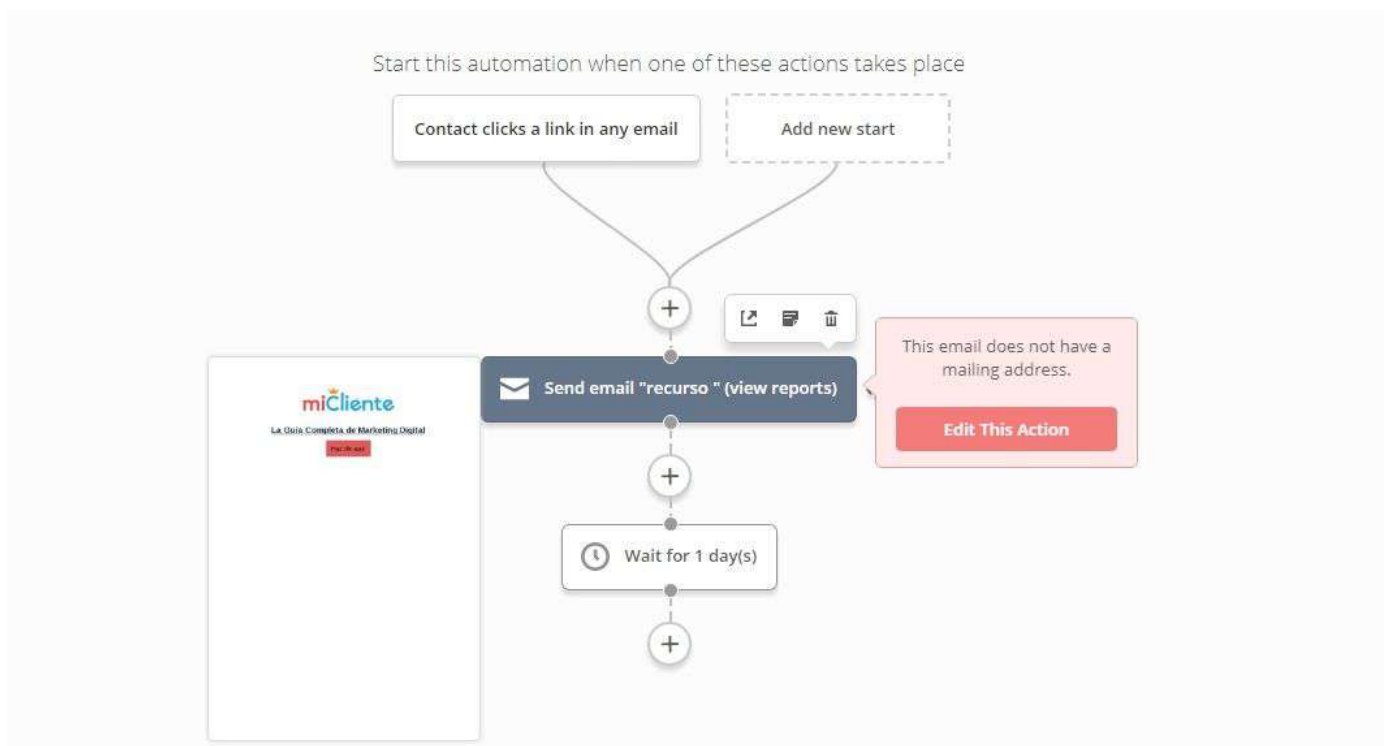 Start this automation when one of these actions takes place
Contact clicks a link in any email
Add new start
This email does not have a
mailing address.
Send email "recurso " (view reports)
Edit This Action
miCliente
La Guía Completa de Marketing Digital
Wait for 1 day(s)